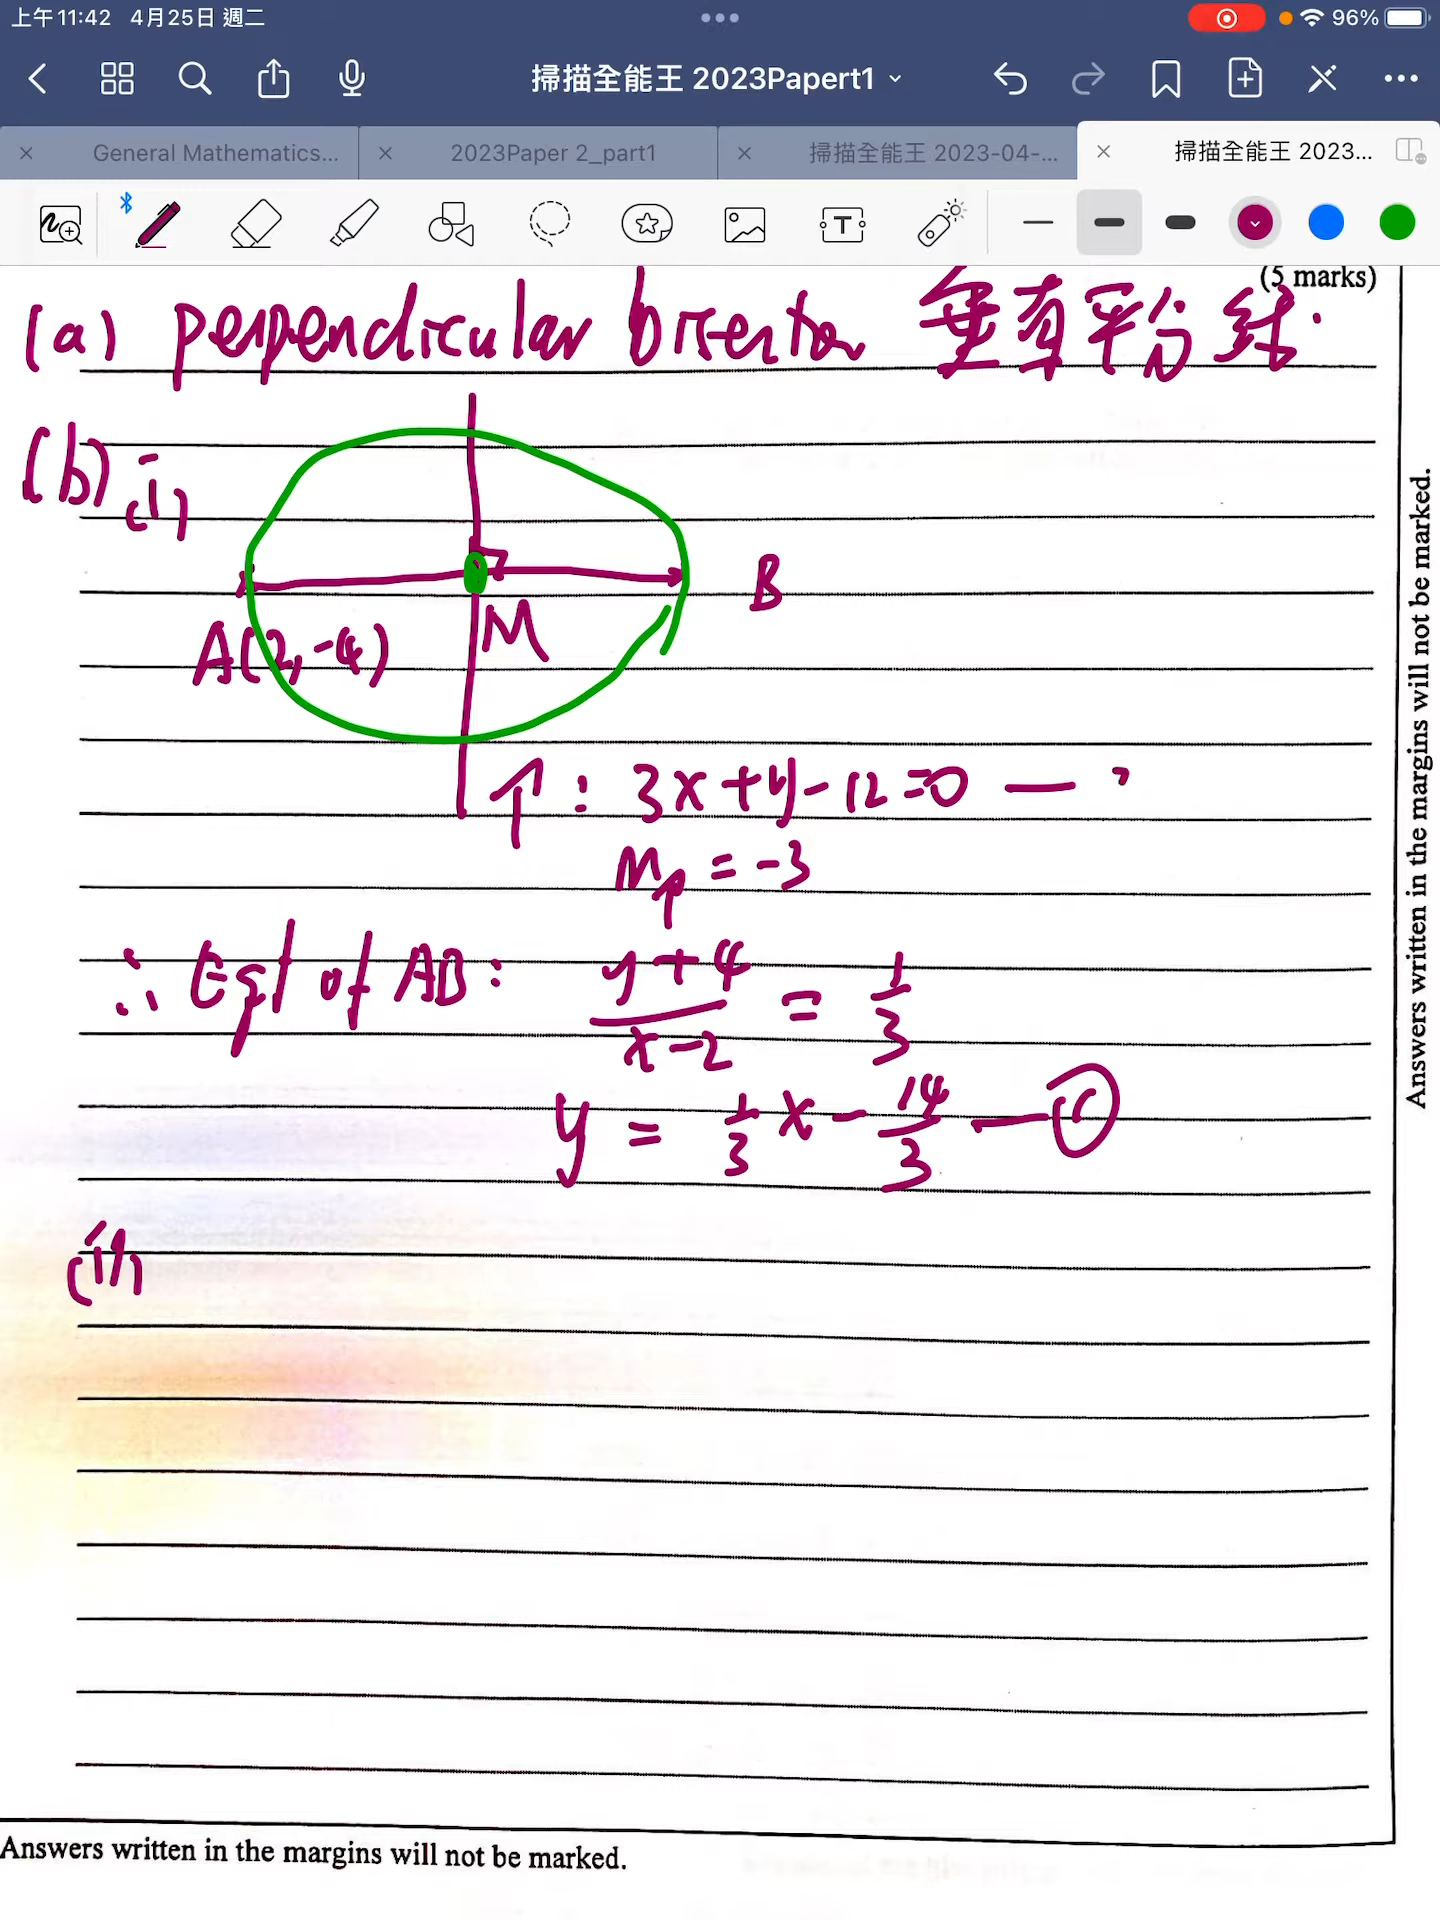 上午11:42 4月25日 週二
96%
掃描全能王 2023Papert1
General Mathematics...
2023Paper 2_part1
掃描全能王 2023-04-...
掃描全能王 2023...
(5 marks)
(a) perpendicular bisector 垂直平分線.
(b) (i)
B
A(2,-4)
M
Γ: 3x+y-12=0 —
M_Γ = -3
∴ Eqt of AB: (y+4)/(x-2) = 1/3
y = 1/3 x - 14/3 — ①
(ii)
Answers written in the margins will not be marked.
Answers written in the margins will not be marked.